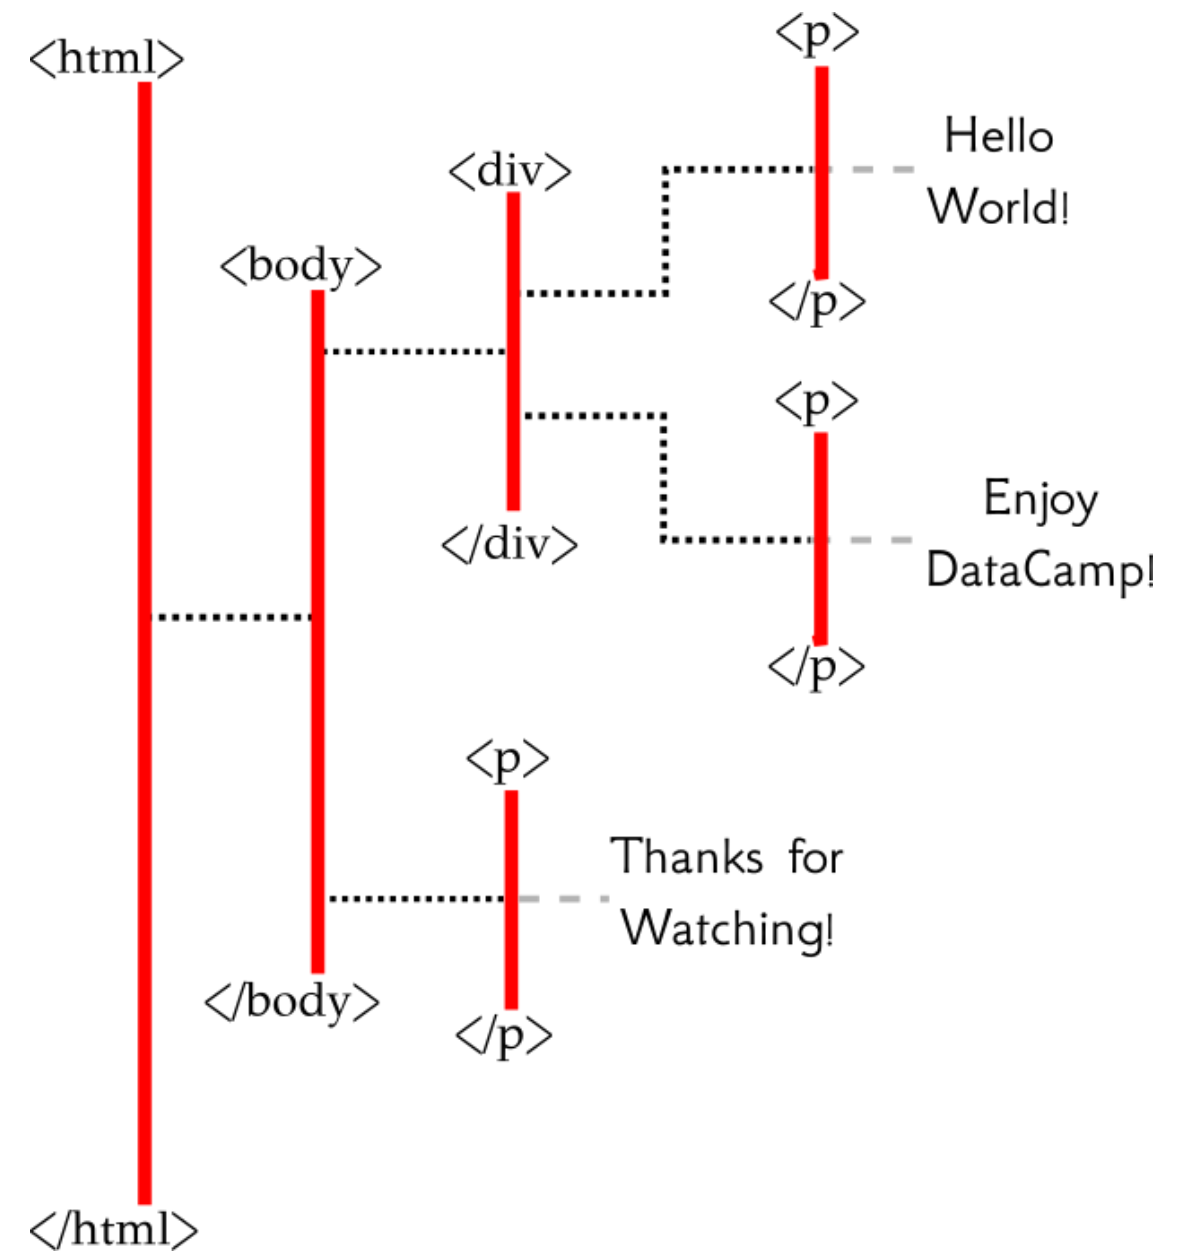 <html>
<body>
<div>
<p>
Hello
World!
</p>
<p>
Enjoy
DataCamp!
</p>
</div>
<p>
Thanks for
Watching!
</p>
</body>
</html>